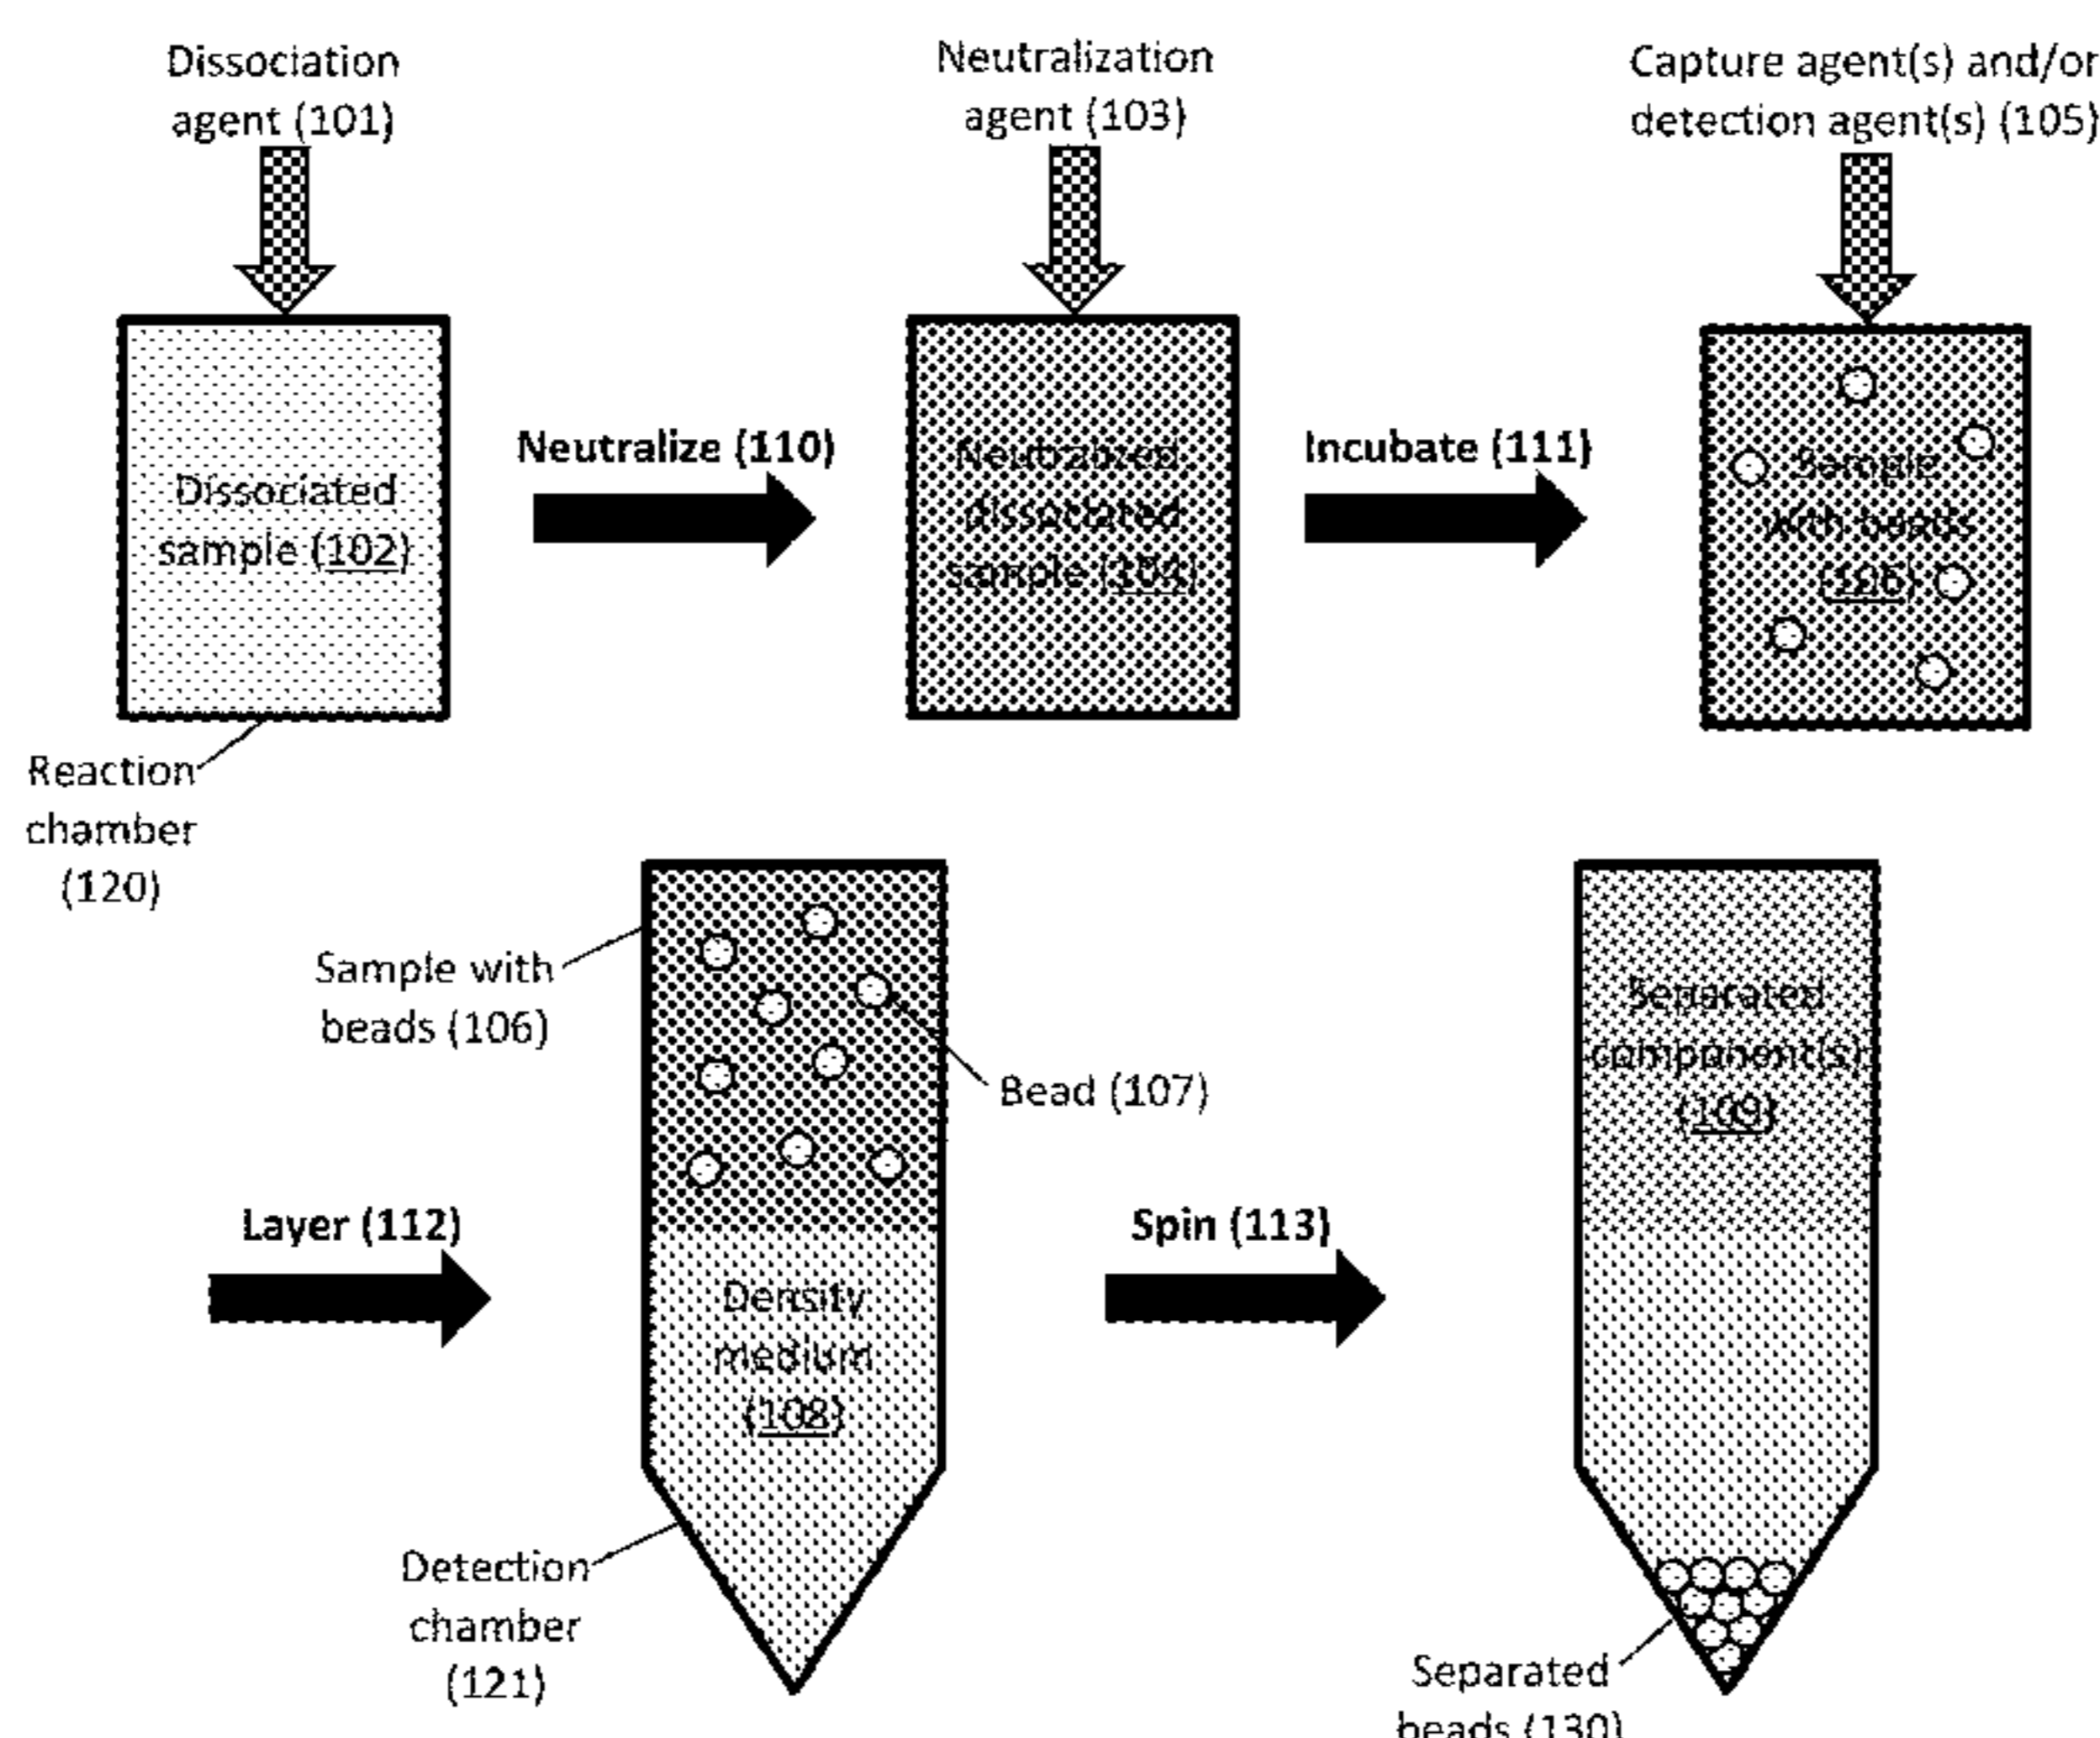 Dissociation
agent (101)
Neutralization
agent (103)
Capture agent(s) and/or
detection agent(s) (105)
Dissociated
sample (102)
Neutralize (110)
Neutralized
dissociated
sample (104)
Incubate (111)
Sample
with beads
(106)
Reaction
chamber
(120)
Sample with
beads (106)
Bead (107)
Separated
component(s)
(109)
Layer (112)
Density
medium
(108)
Spin (113)
Detection
chamber
(121)
Separated
beads (130)